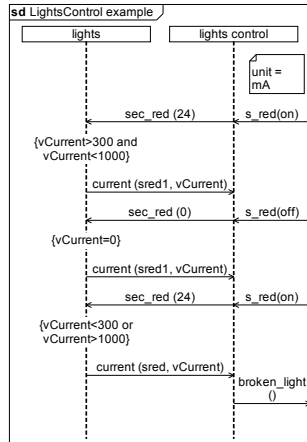 sd LightsControl example
lights
lights control
unit =
mA
sec_red (24)
s_red(on)
{vCurrent>300 and
vCurrent<1000}
current (sred1, vCurrent)
sec_red (0)
s_red(off)
{vCurrent=0}
current (sred1, vCurrent)
sec_red (24)
s_red(on)
{vCurrent<300 or
vCurrent>1000}
current (sred, vCurrent)
broken_light
()